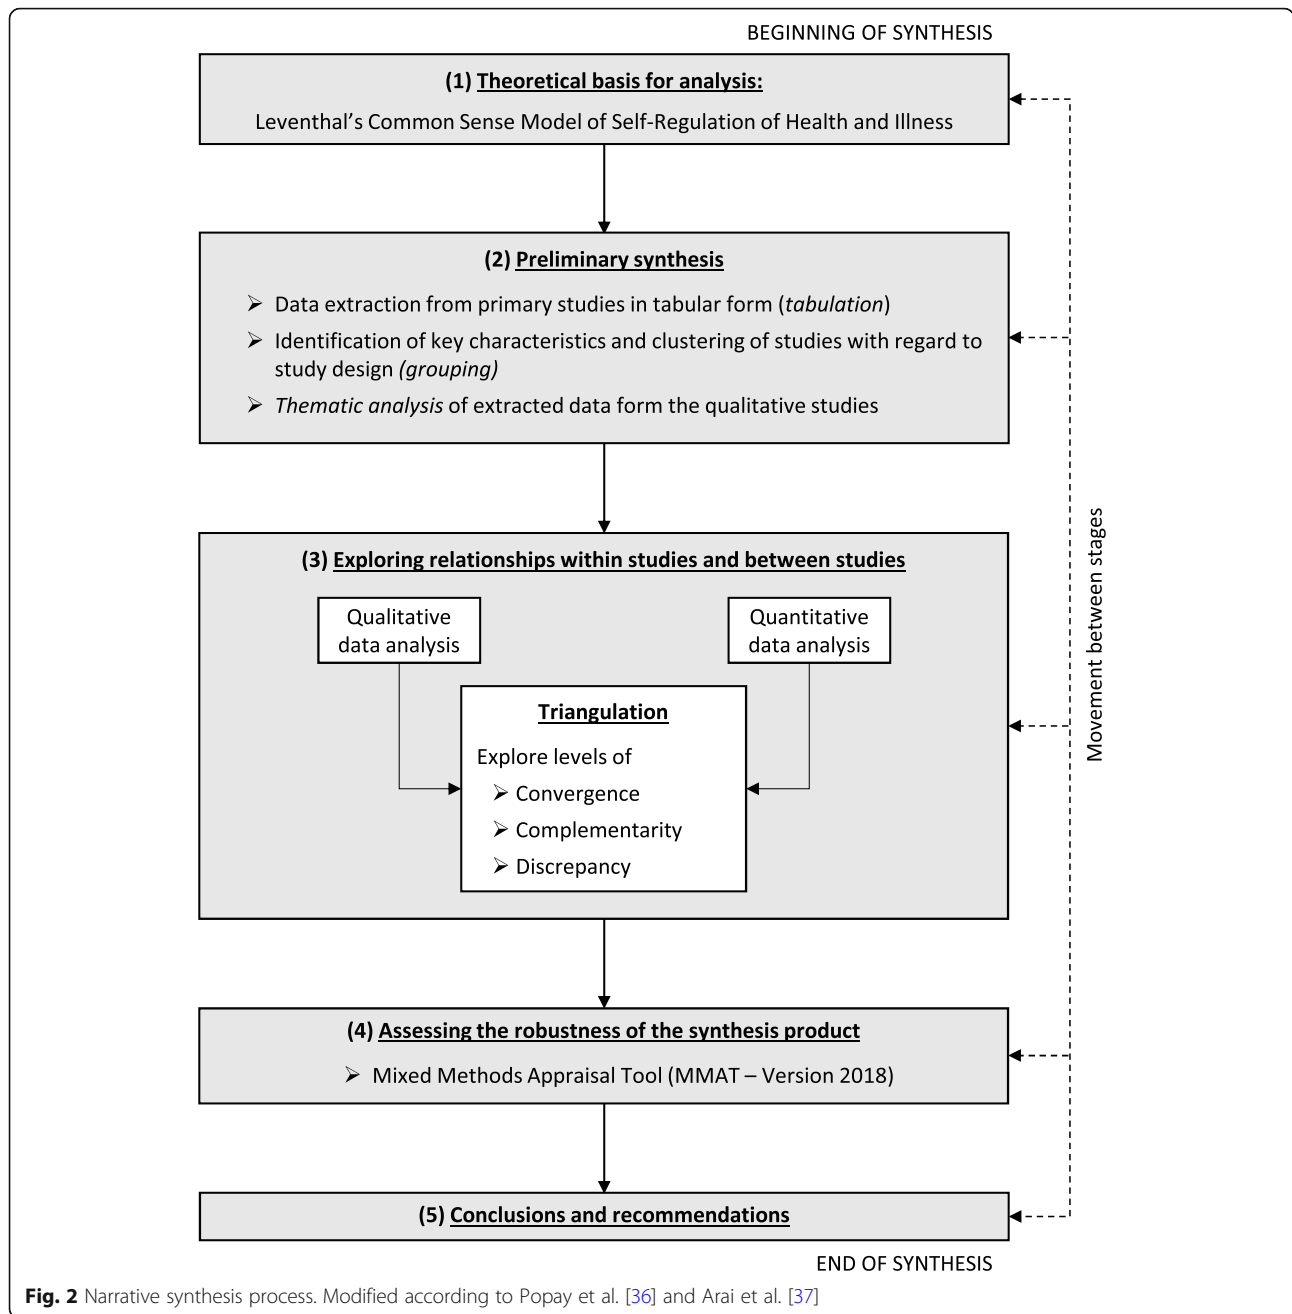 BEGINNING OF SYNTHESIS
(1) Theoretical basis for analysis:
Leventhal's Common Sense Model of Self-Regulation of Health and Illness
(2) Preliminary synthesis
➢ Data extraction from primary studies in tabular form (tabulation)
➢ Identification of key characteristics and clustering of studies with regard to
study design (grouping)
➢ Thematic analysis of extracted data form the qualitative studies
(3) Exploring relationships within studies and between studies
Qualitative
data analysis
Quantitative
data analysis
Triangulation
Explore levels of
➢ Convergence
➢ Complementarity
➢ Discrepancy
Movement between stages
(4) Assessing the robustness of the synthesis product
➢ Mixed Methods Appraisal Tool (MMAT – Version 2018)
(5) Conclusions and recommendations
END OF SYNTHESIS
Fig. 2 Narrative synthesis process. Modified according to Popay et al. [36] and Arai et al. [37]